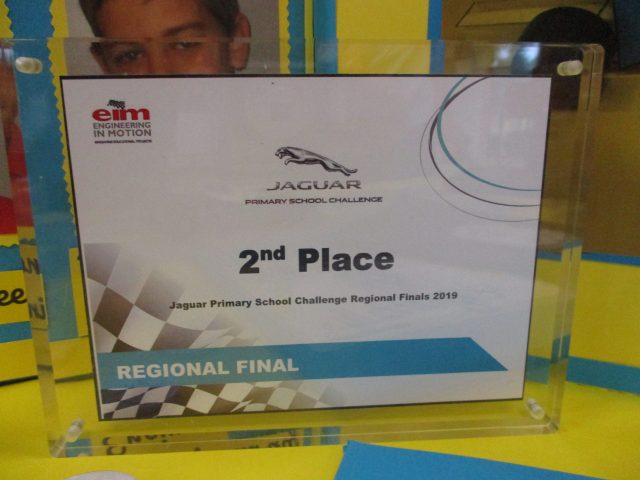 eim
ENGINEERING
IN MOTION
JAGUAR
PRIMARY SCHOOL CHALLENGE
2nd Place
Jaguar Primary School Challenge Regional Finals 2019
REGIONAL FINAL